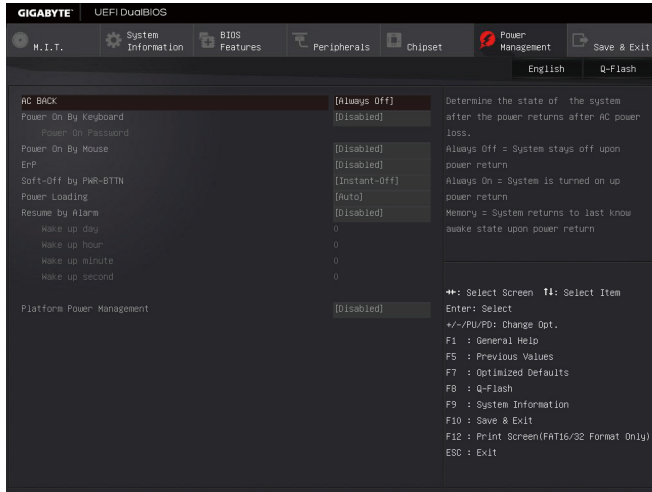 GIGABYTE™ UEFI DualBIOS
M.I.T. System Information BIOS Features Peripherals Chipset Power Management Save & Exit
English Q-Flash
AC BACK [Always Off]
Power On By Keyboard [Disabled]
Power On Password
Power On By Mouse [Disabled]
ErP [Disabled]
Soft-Off by PWR-BTTN [Instant-Off]
Power Loading [Auto]
Resume by Alarm [Disabled]
Wake up day 0
Wake up hour 0
Wake up minute 0
Wake up second 0
Platform Power Management [Disabled]
Determine the state of the system
after the power returns after AC power
loss.
Always Off = System stays off upon
power return
Always On = System is turned on up
power return
Memory = System returns to last know
awake state upon power return
→←: Select Screen ↑↓: Select Item
Enter: Select
+/-/PU/PD: Change Opt.
F1 : General Help
F5 : Previous Values
F7 : Optimized Defaults
F8 : Q-Flash
F9 : System Information
F10 : Save & Exit
F12 : Print Screen(FAT16/32 Format Only)
ESC : Exit